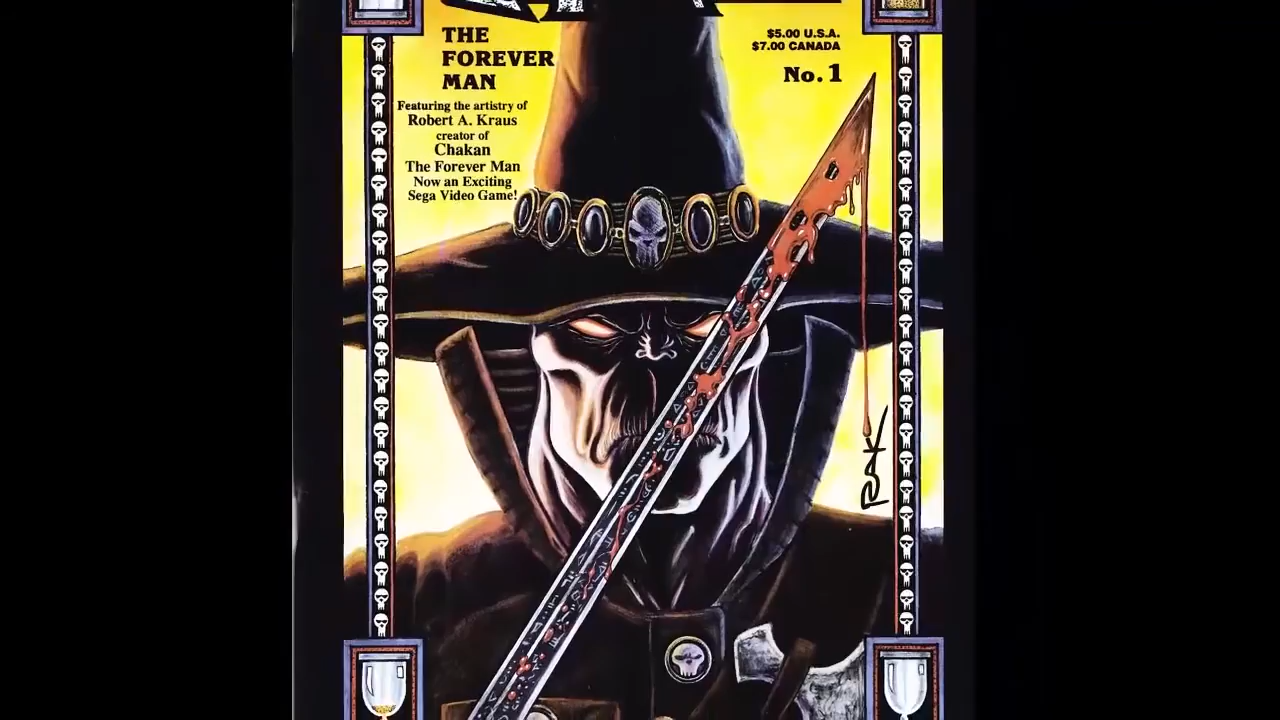 THE
FOREVER
MAN
Featuring the artistry of
Robert A. Kraus
creator of
Chakan
The Forever Man
Now an Exciting
Sega Video Game!
$5.00 U.S.A.
$7.00 CANADA
No. 1
RAK